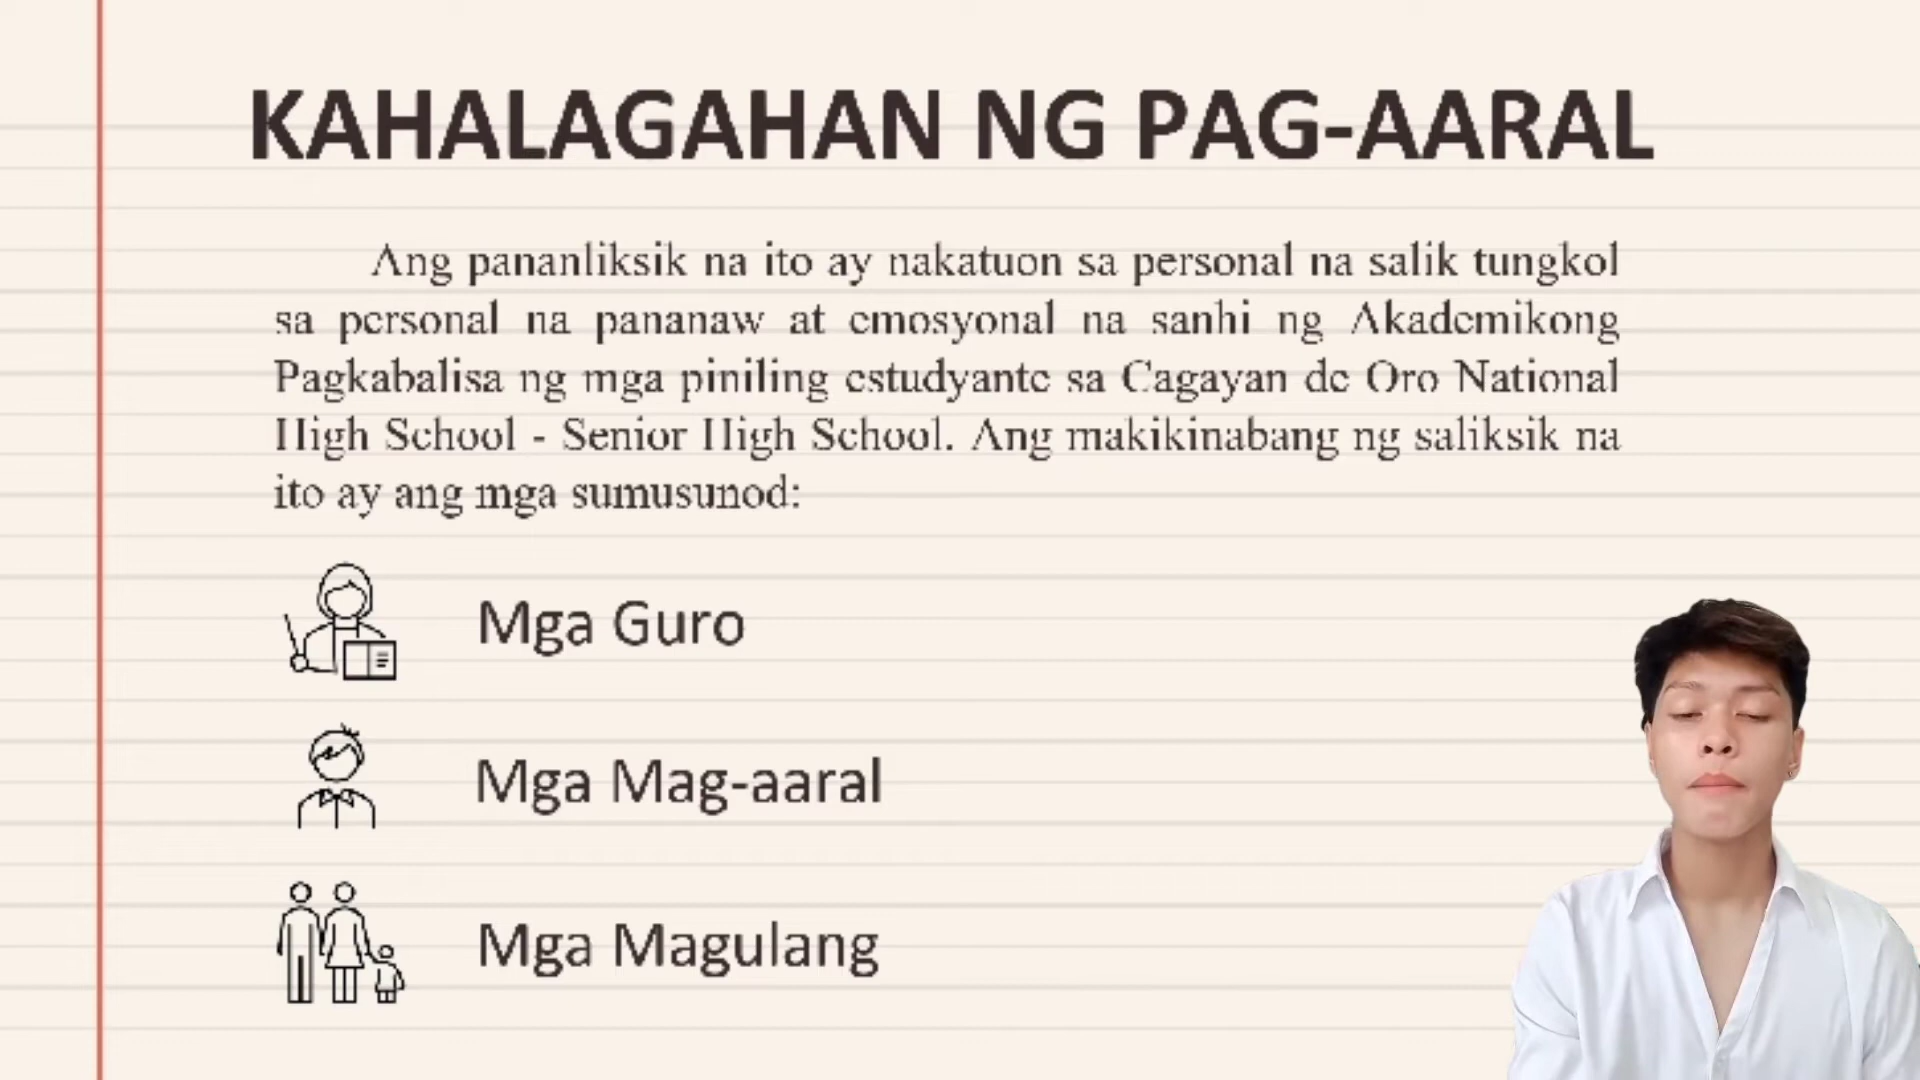 KAHALAGAHAN NG PAG-AARAL
Ang pananliksik na ito ay nakatuon sa personal na salik tungkol
sa personal na pananaw at emosyonal na sanhi ng Akademikong
Pagkabalisa ng mga piniling estudyante sa Cagayan de Oro National
High School - Senior High School. Ang makikinabang ng saliksik na
ito ay ang mga sumusunod:
Mga Guro
Mga Mag-aaral
Mga Magulang